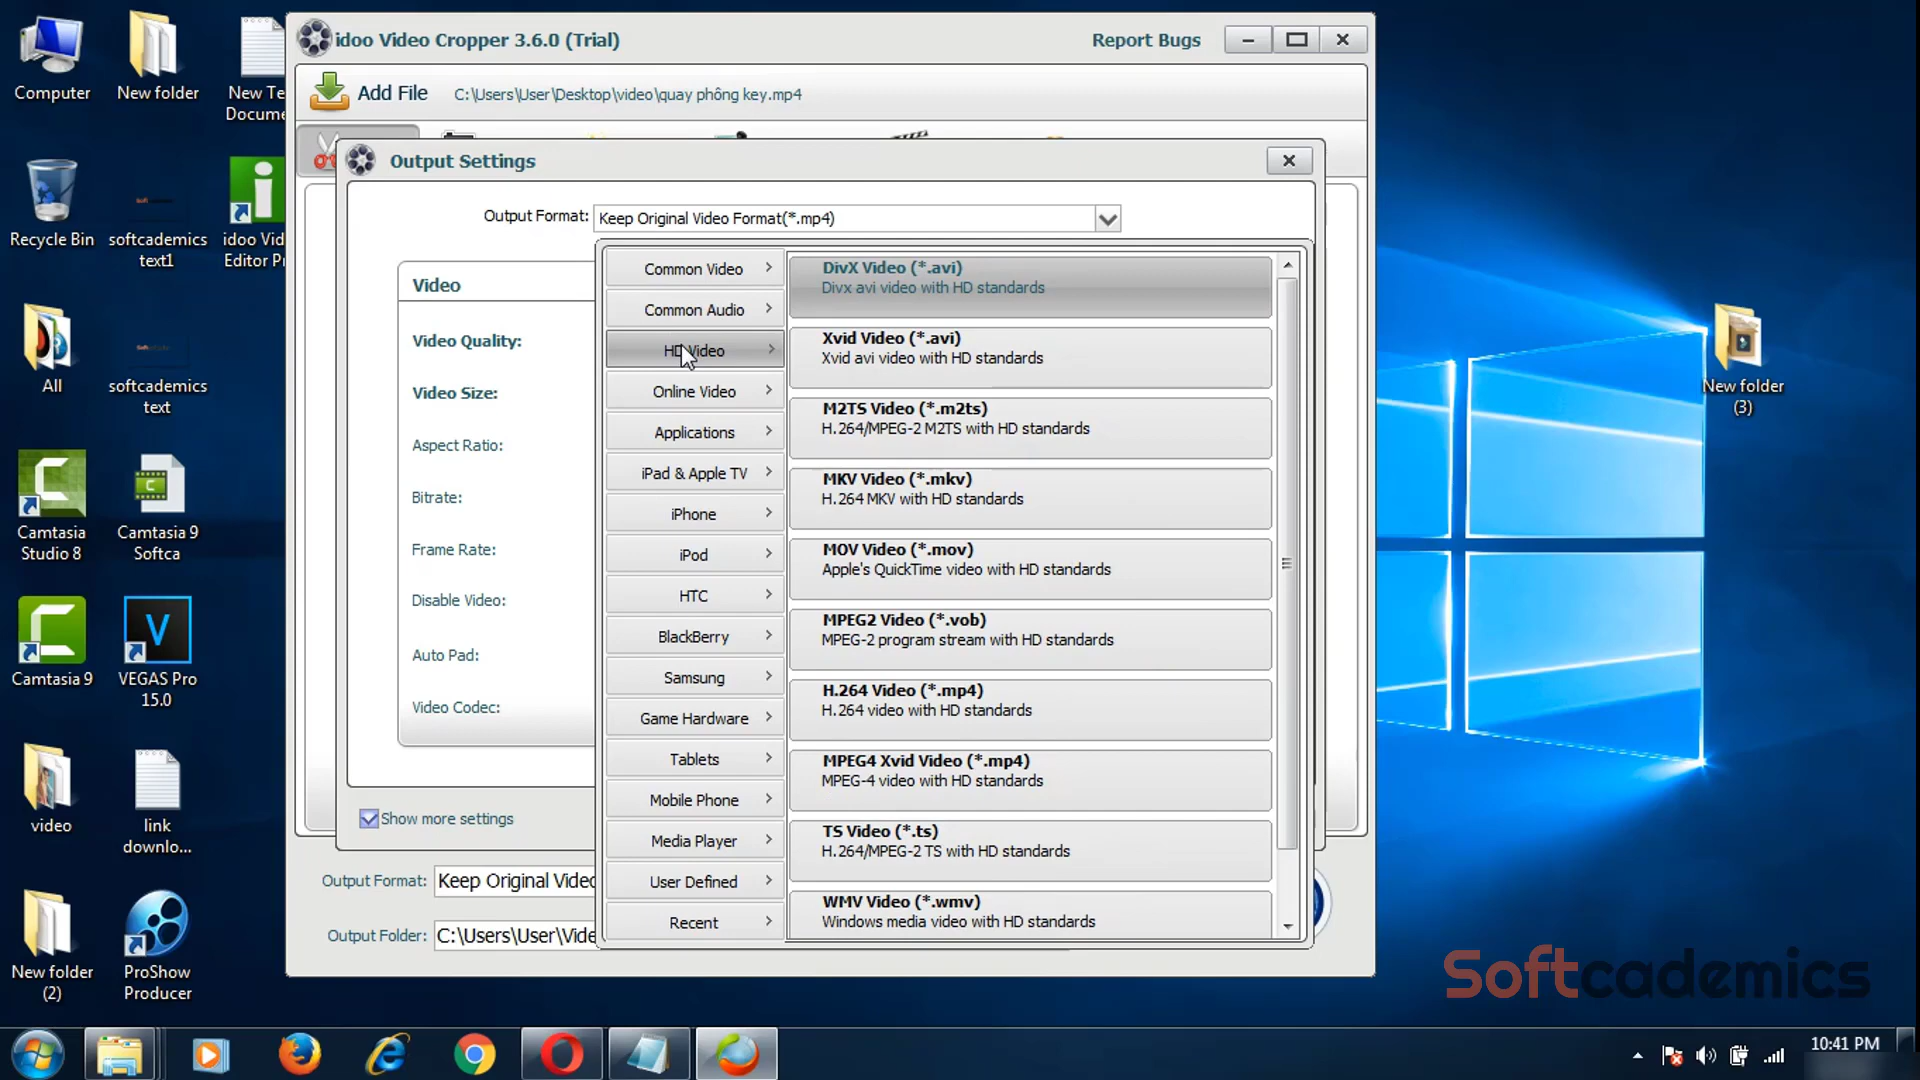 Computer
New folder
New Te
Docume
Recycle Bin
softcademics
text1
idoo Vid
Editor Pr
All
softcademics
text
Camtasia
Studio 8
Camtasia 9
Softca
Camtasia 9
VEGAS Pro
15.0
video
link
downlo...
New folder
(2)
ProShow
Producer
New folder
(3)
idoo Video Cropper 3.6.0 (Trial)
Report Bugs
Add File
C:\Users\User\Desktop\video\quay phông key.mp4
Output Settings
Output Format:
Keep Original Video Format(*.mp4)
Video
Video Quality:
Video Size:
Aspect Ratio:
Bitrate:
Frame Rate:
Disable Video:
Auto Pad:
Video Codec:
Show more settings
Common Video
Common Audio
HD Video
Online Video
Applications
iPad & Apple TV
iPhone
iPod
HTC
BlackBerry
Samsung
Game Hardware
Tablets
Mobile Phone
Media Player
User Defined
Recent
DivX Video (*.avi)
Divx avi video with HD standards
Xvid Video (*.avi)
Xvid avi video with HD standards
M2TS Video (*.m2ts)
H.264/MPEG-2 M2TS with HD standards
MKV Video (*.mkv)
H.264 MKV with HD standards
MOV Video (*.mov)
Apple's QuickTime video with HD standards
MPEG2 Video (*.vob)
MPEG-2 program stream with HD standards
H.264 Video (*.mp4)
H.264 video with HD standards
MPEG4 Xvid Video (*.mp4)
MPEG-4 video with HD standards
TS Video (*.ts)
H.264/MPEG-2 TS with HD standards
WMV Video (*.wmv)
Windows media video with HD standards
Output Format:
Keep Original Videc
Output Folder:
C:\Users\User\Vide
Softcademics
10:41 PM